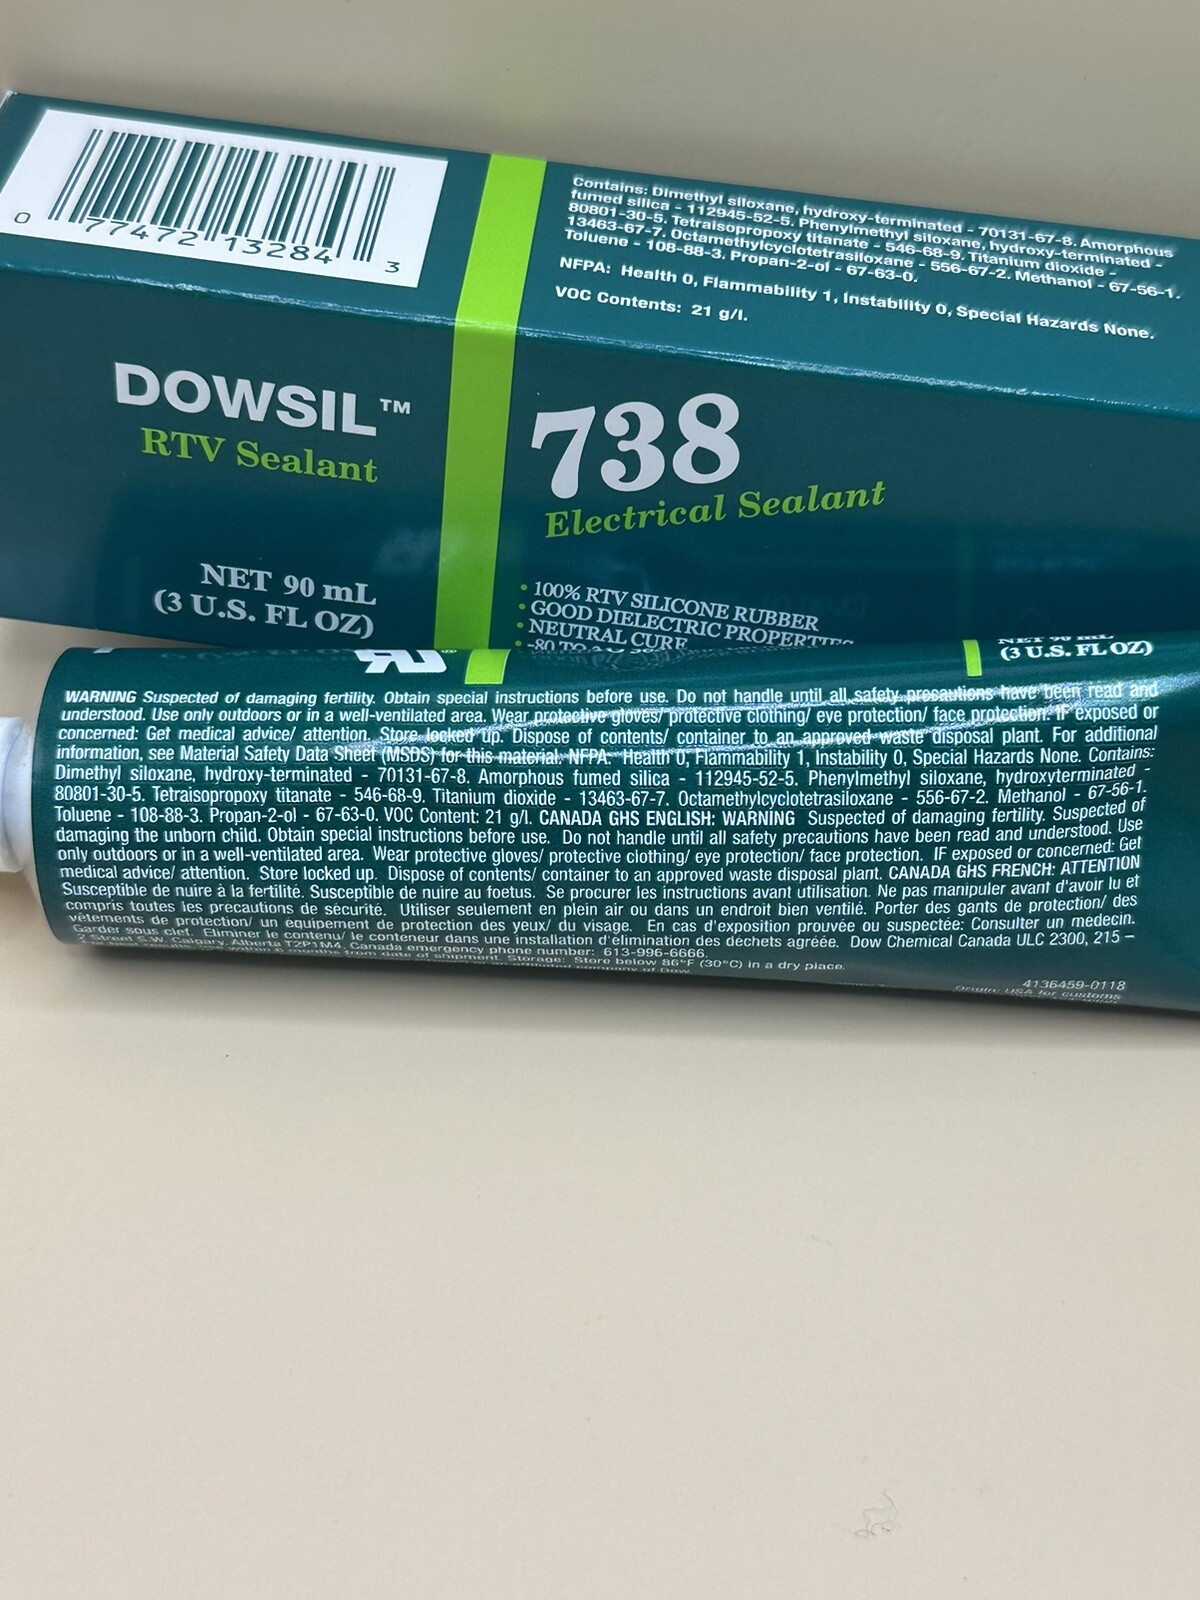 0 77472 13284 3
Contains: Dimethyl siloxane, hydroxy-terminated - 70131-67-8. Amorphous
fumed silica - 112945-52-5. Phenylmethyl siloxane, hydroxy-terminated -
80801-30-5. Tetraisopropoxy titanate - 546-68-9. Titanium dioxide -
13463-67-7. Octamethylcyclotetrasiloxane - 556-67-2. Methanol - 67-56-1.
Toluene - 108-88-3. Propan-2-ol - 67-63-0.
NFPA: Health 0, Flammability 1, Instability 0, Special Hazards None.
VOC Contents: 21 g/l.
DOWSIL™
RTV Sealant
NET 90 mL
(3 U.S. FL OZ)
738
Electrical Sealant
• 100% RTV SILICONE RUBBER
• GOOD DIELECTRIC PROPERTIES
• NEUTRAL CURE
• -80 TO
NET 90 mL
(3 U.S. FL OZ)
WARNING Suspected of damaging fertility. Obtain special instructions before use. Do not handle until all safety precautions have been read and
understood. Use only outdoors or in a well-ventilated area. Wear protective gloves/ protective clothing/ eye protection/ face protection. IF exposed or
concerned: Get medical advice/ attention. Store locked up. Dispose of contents/ container to an approved waste disposal plant. For additional
information, see Material Safety Data Sheet (MSDS) for this material. NFPA: Health 0, Flammability 1, Instability 0, Special Hazards None. Contains:
Dimethyl siloxane, hydroxy-terminated - 70131-67-8. Amorphous fumed silica - 112945-52-5. Phenylmethyl siloxane, hydroxyterminated -
80801-30-5. Tetraisopropoxy titanate - 546-68-9. Titanium dioxide - 13463-67-7. Octamethylcyclotetrasiloxane - 556-67-2. Methanol - 67-56-1.
Toluene - 108-88-3. Propan-2-ol - 67-63-0. VOC Content: 21 g/l. CANADA GHS ENGLISH: WARNING Suspected of damaging fertility. Suspected of
damaging the unborn child. Obtain special instructions before use. Do not handle until all safety precautions have been read and understood. Use
only outdoors or in a well-ventilated area. Wear protective gloves/ protective clothing/ eye protection/ face protection. IF exposed or concerned: Get
medical advice/ attention. Store locked up. Dispose of contents/ container to an approved waste disposal plant. CANADA GHS FRENCH: ATTENTION
Susceptible de nuire à la fertilité. Susceptible de nuire au foetus. Se procurer les instructions avant utilisation. Ne pas manipuler avant d'avoir lu et
compris toutes les precautions de sécurité. Utiliser seulement en plein air ou dans un endroit bien ventilé. Porter des gants de protection/ des
vêtements de protection/ un équipement de protection des yeux/ du visage. En cas d'exposition prouvée ou suspectée: Consulter un medecin.
Garder sous clef. Eliminer le contenu/ le conteneur dans une installation d'elimination des déchets agréée. Dow Chemical Canada ULC 2300, 215 –
2 Street S.W. Calgary, Alberta T2P1M4, Canada emergency phone number: 613-996-6666.
months from date of shipment. Storage: Store below 86°F (30°C) in a dry place.
affiliated company of Dow.
4136459-0118
Origin: USA for customs